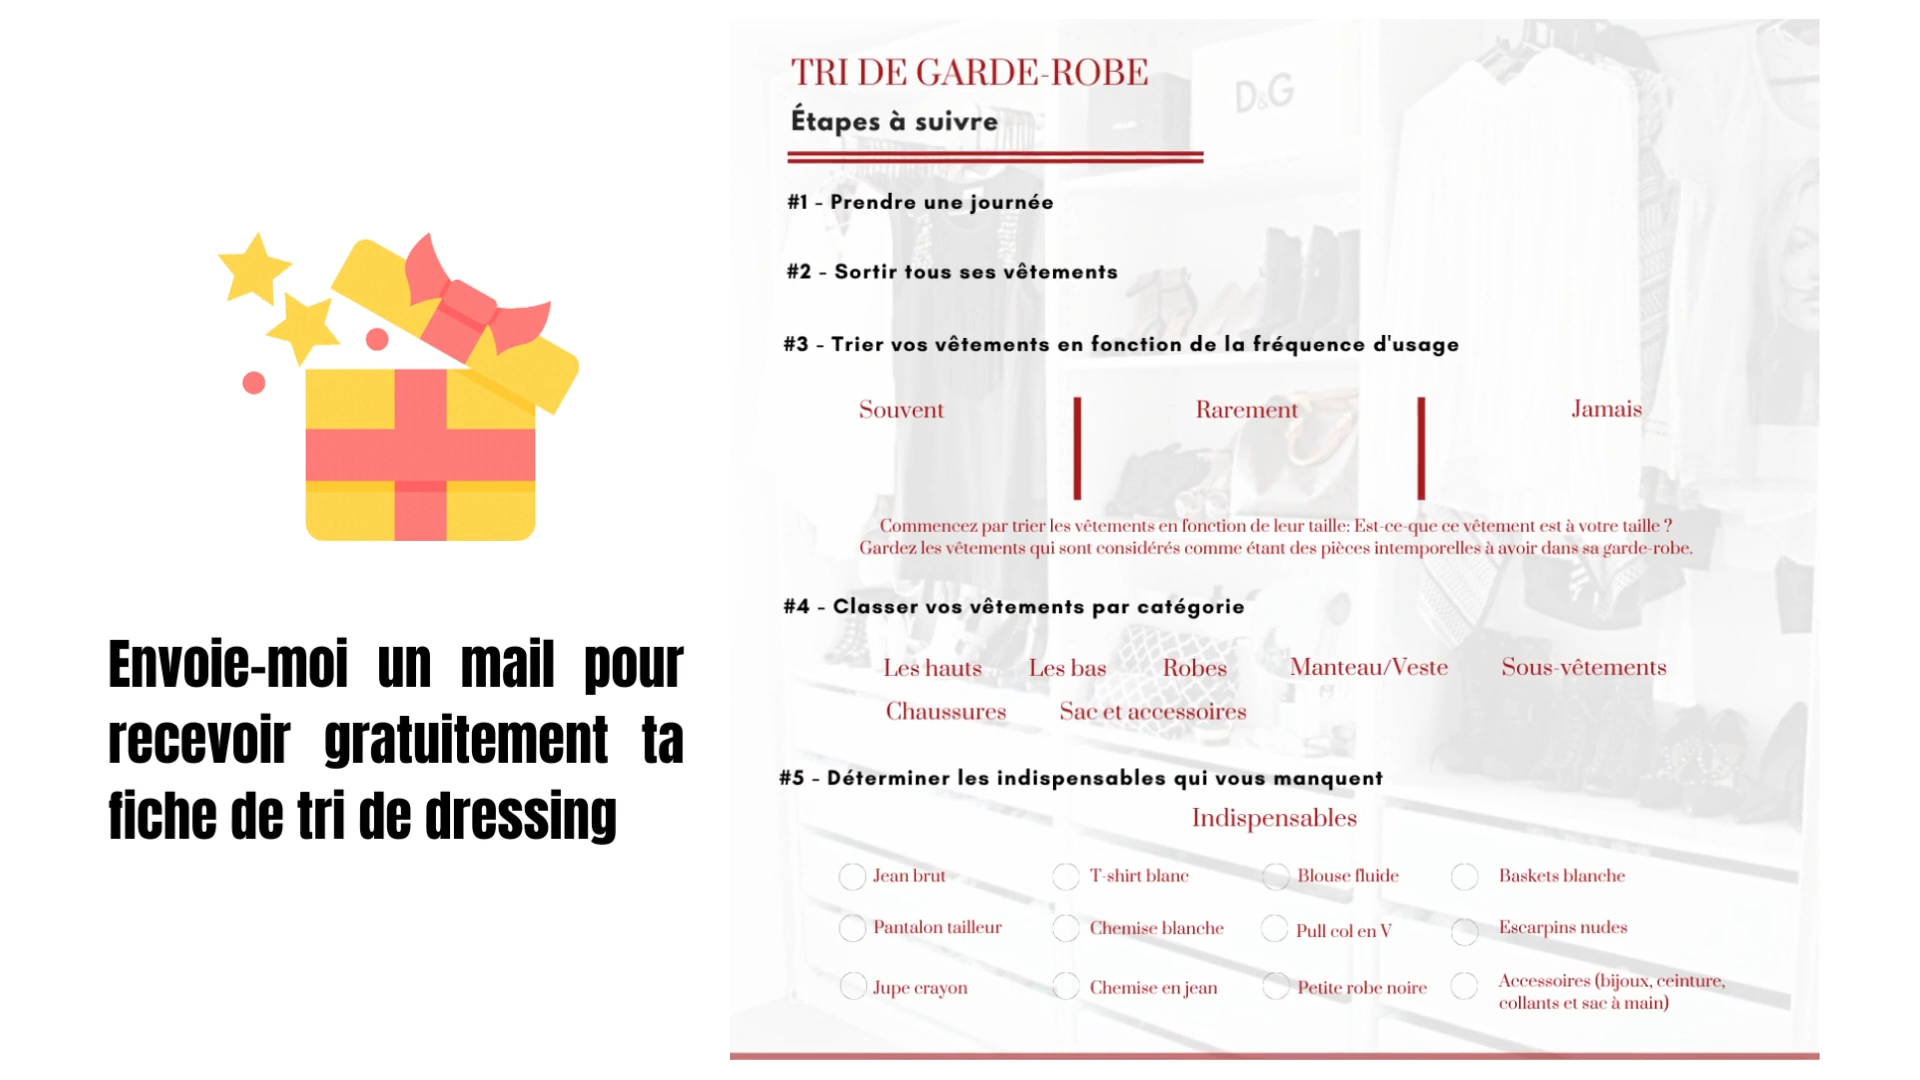 Envoie-moi un mail pour
recevoir gratuitement ta
fiche de tri de dressing
TRI DE GARDE-ROBE
D&G
Étapes à suivre
#1 - Prendre une journée
#2 - Sortir tous ses vêtements
#3 - Trier vos vêtements en fonction de la fréquence d'usage
Souvent Rarement Jamais
Commencez par trier les vêtements en fonction de leur taille: Est-ce-que ce vêtement est à votre taille ?
Gardez les vêtements qui sont considérés comme étant des pièces intemporelles à avoir dans sa garde-robe.
#4 - Classer vos vêtements par catégorie
Les hauts Les bas Robes Manteau/Veste Sous-vêtements
Chaussures Sac et accessoires
#5 - Déterminer les indispensables qui vous manquent
Indispensables
Jean brut T-shirt blanc Blouse fluide Baskets blanche
Pantalon tailleur Chemise blanche Pull col en V Escarpins nudes
Jupe crayon Chemise en jean Petite robe noire Accessoires (bijoux, ceinture,
collants et sac à main)